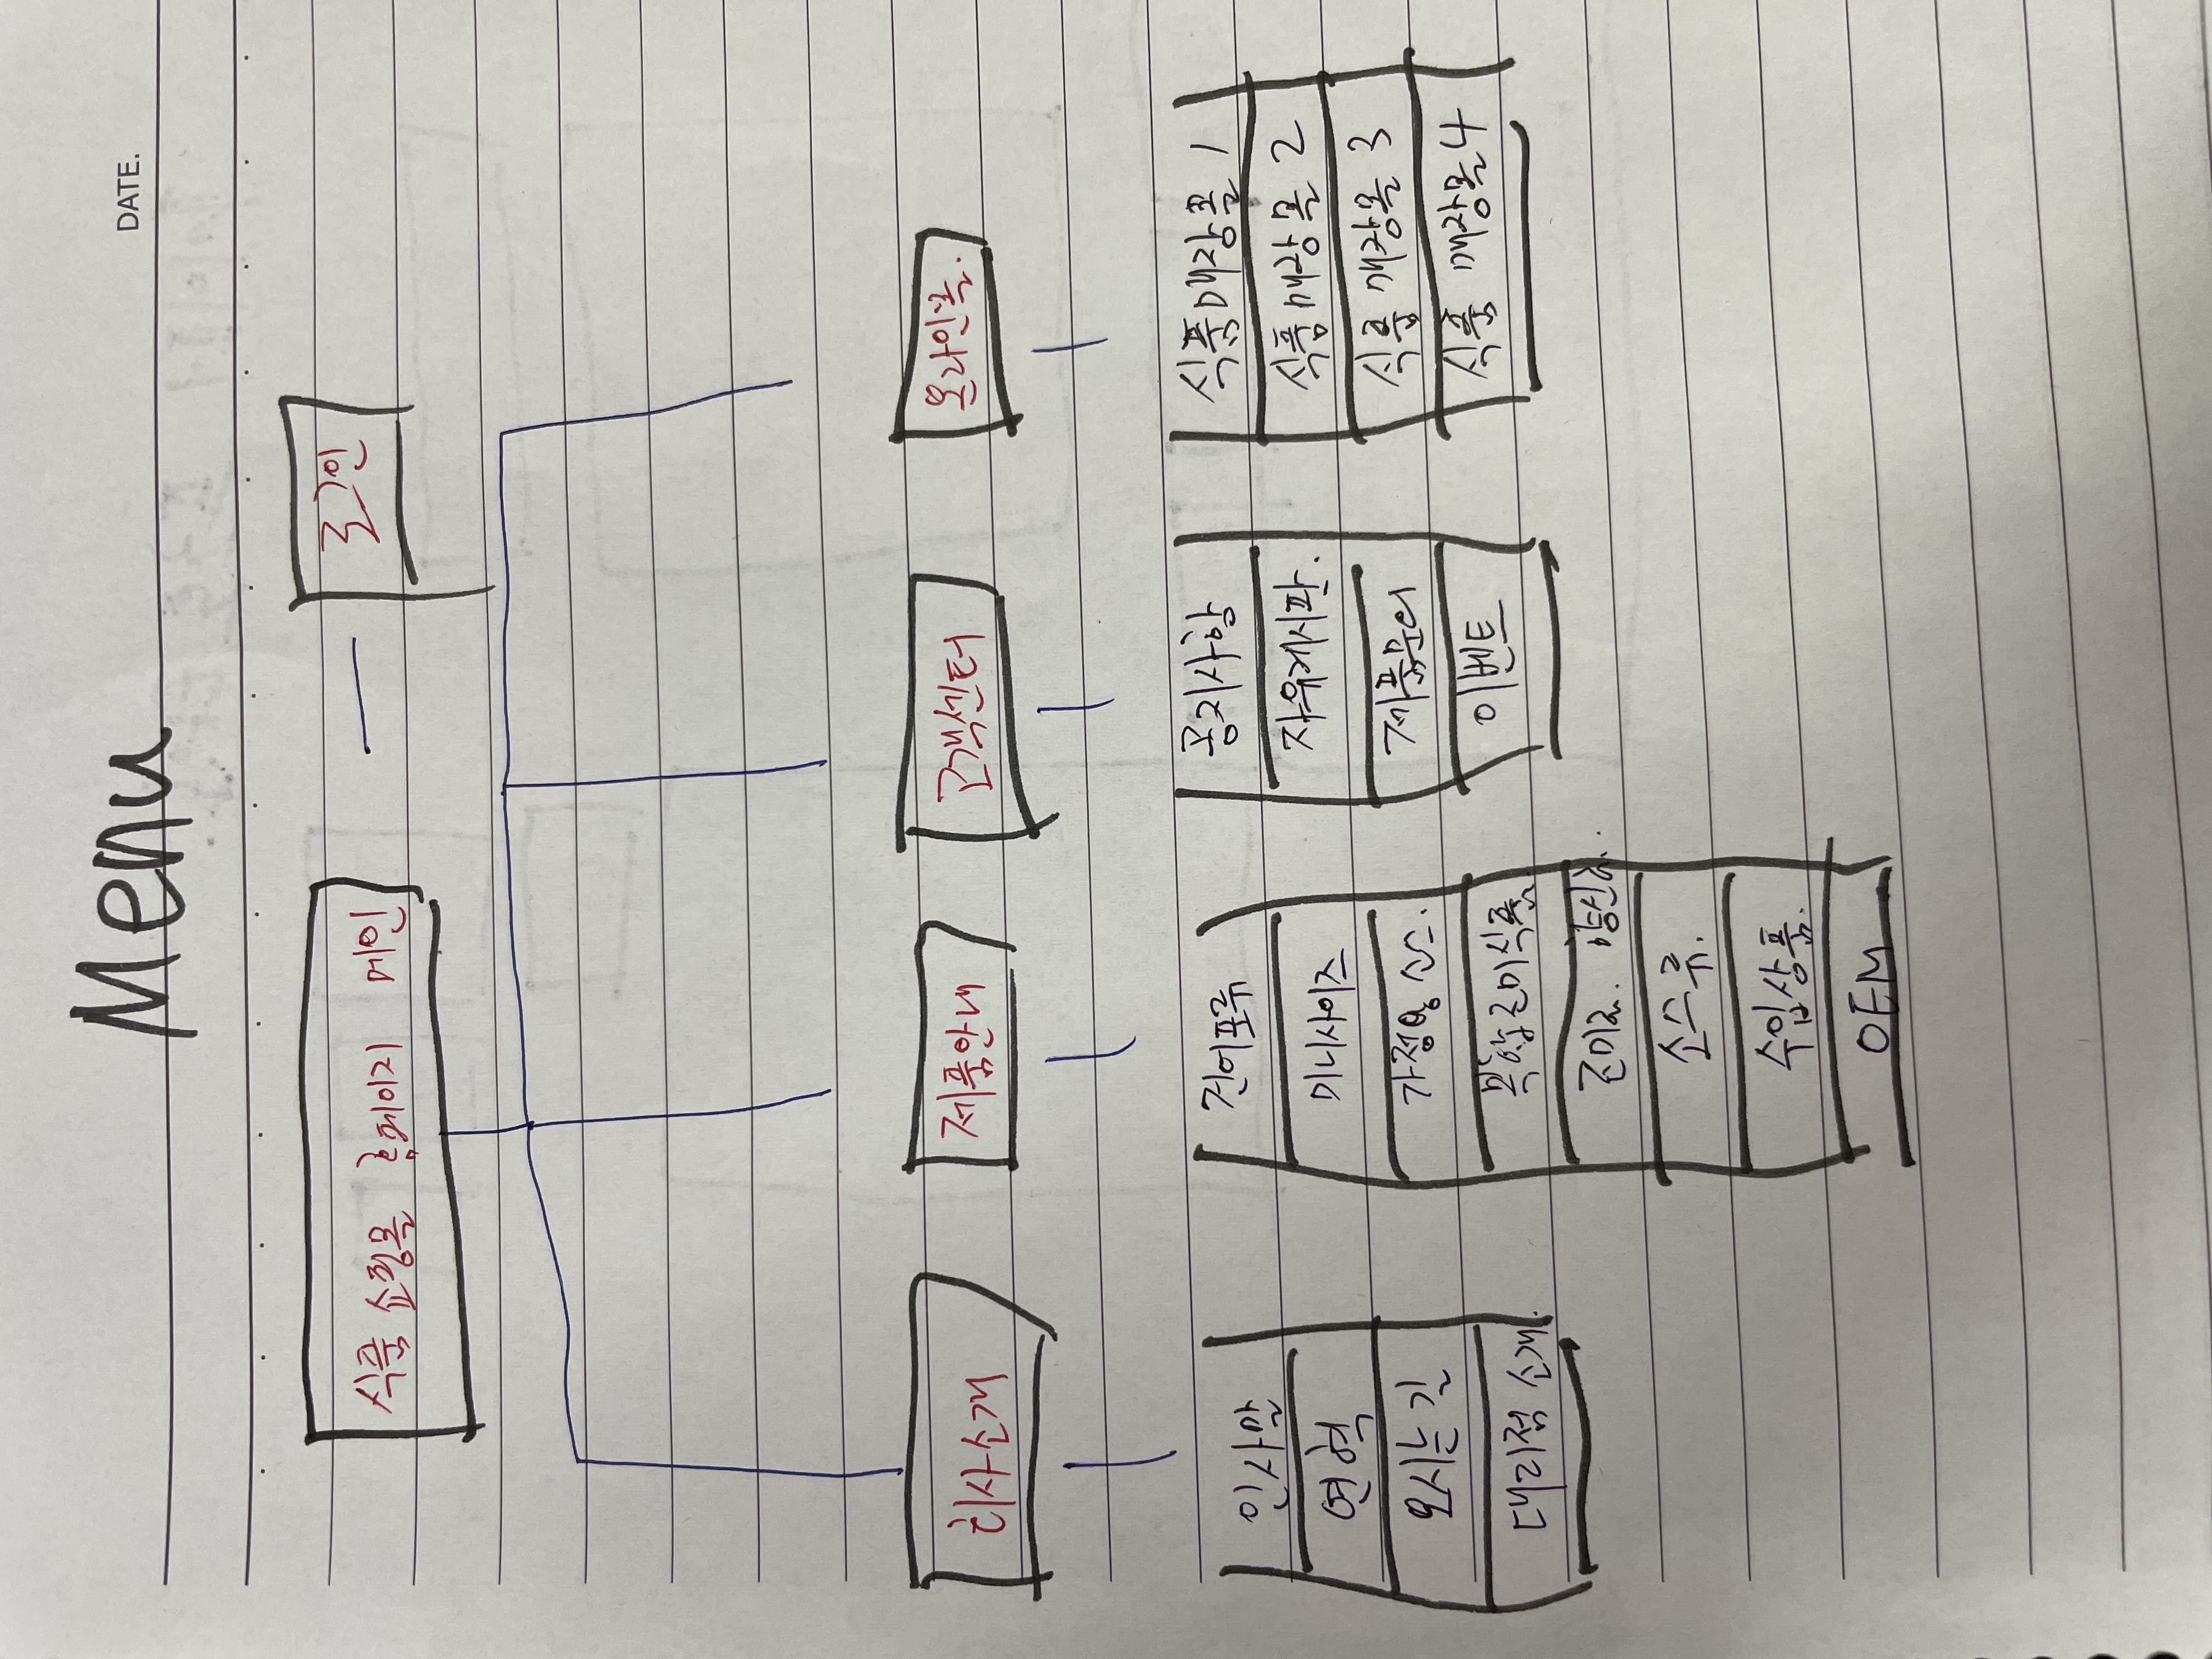 Menu
DATE.
식품 쇼핑몰 홈페이지 메인
로그인
회사소개
제품안내
고객센터
온라인몰.
인사말
연혁
오시는 길
대리점 소개.
건어포류
미니사이즈
가정용 소스.
복합조미식품
조미료. 향신료..
소스류.
수입상품.
OEM
공지사항
자유게시판.
제품문의
이벤트
식품매장몰 1
식품매장몰 2
식품 매장몰 3
식품 매장몰 4